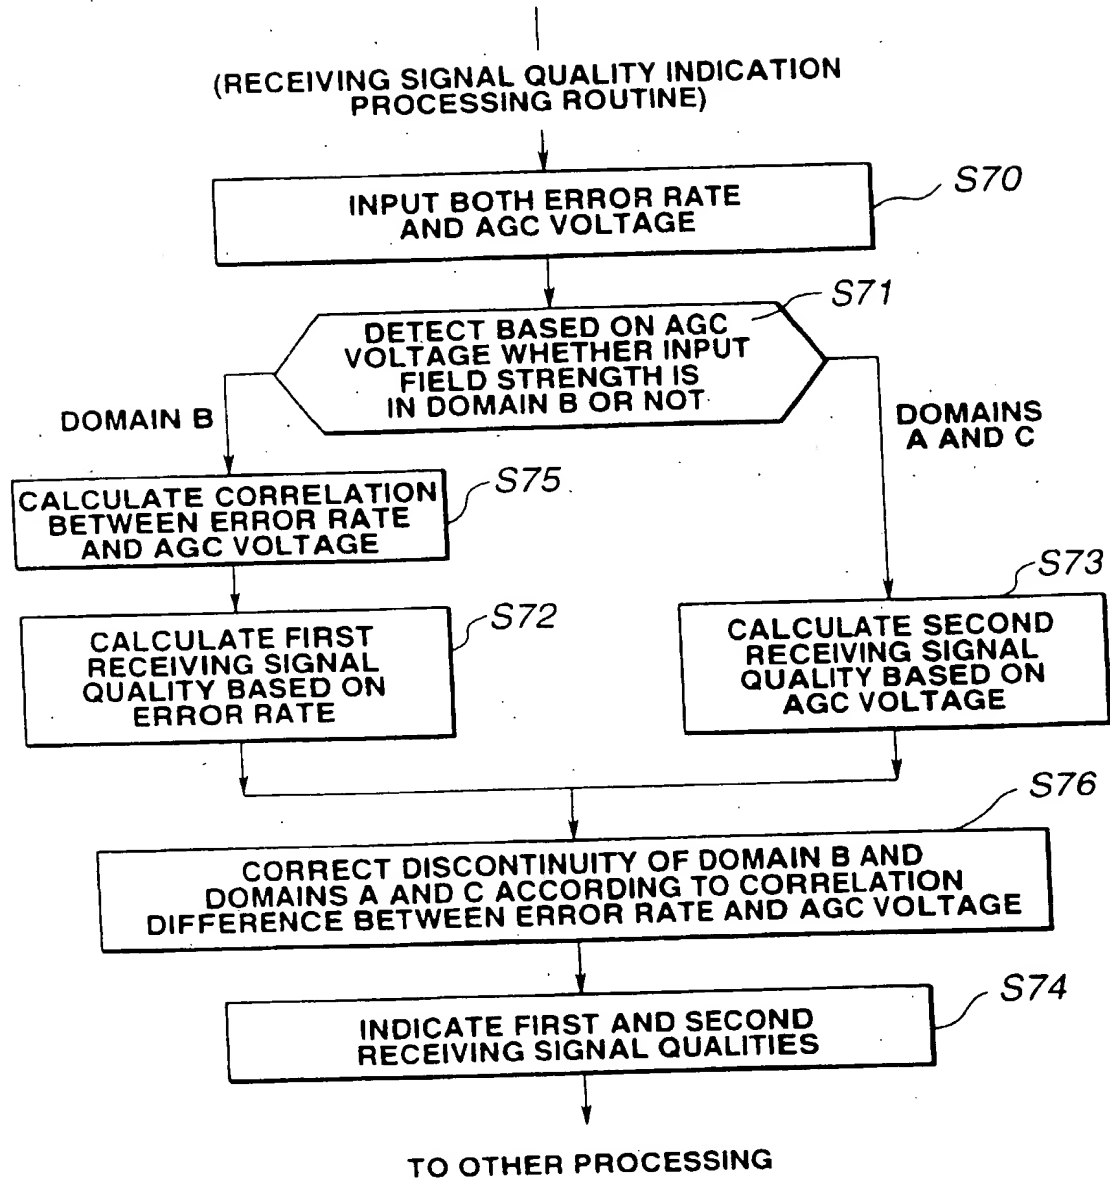 (RECEIVING SIGNAL QUALITY INDICATION
PROCESSING ROUTINE)
S70
INPUT BOTH ERROR RATE
AND AGC VOLTAGE
S71
DETECT BASED ON AGC
VOLTAGE WHETHER INPUT
FIELD STRENGTH IS
IN DOMAIN B OR NOT
DOMAIN B
DOMAINS
A AND C
S75
CALCULATE CORRELATION
BETWEEN ERROR RATE
AND AGC VOLTAGE
S72
CALCULATE FIRST
RECEIVING SIGNAL
QUALITY BASED ON
ERROR RATE
S73
CALCULATE SECOND
RECEIVING SIGNAL
QUALITY BASED ON
AGC VOLTAGE
S76
CORRECT DISCONTINUITY OF DOMAIN B AND
DOMAINS A AND C ACCORDING TO CORRELATION
DIFFERENCE BETWEEN ERROR RATE AND AGC VOLTAGE
S74
INDICATE FIRST AND SECOND
RECEIVING SIGNAL QUALITIES
TO OTHER PROCESSING